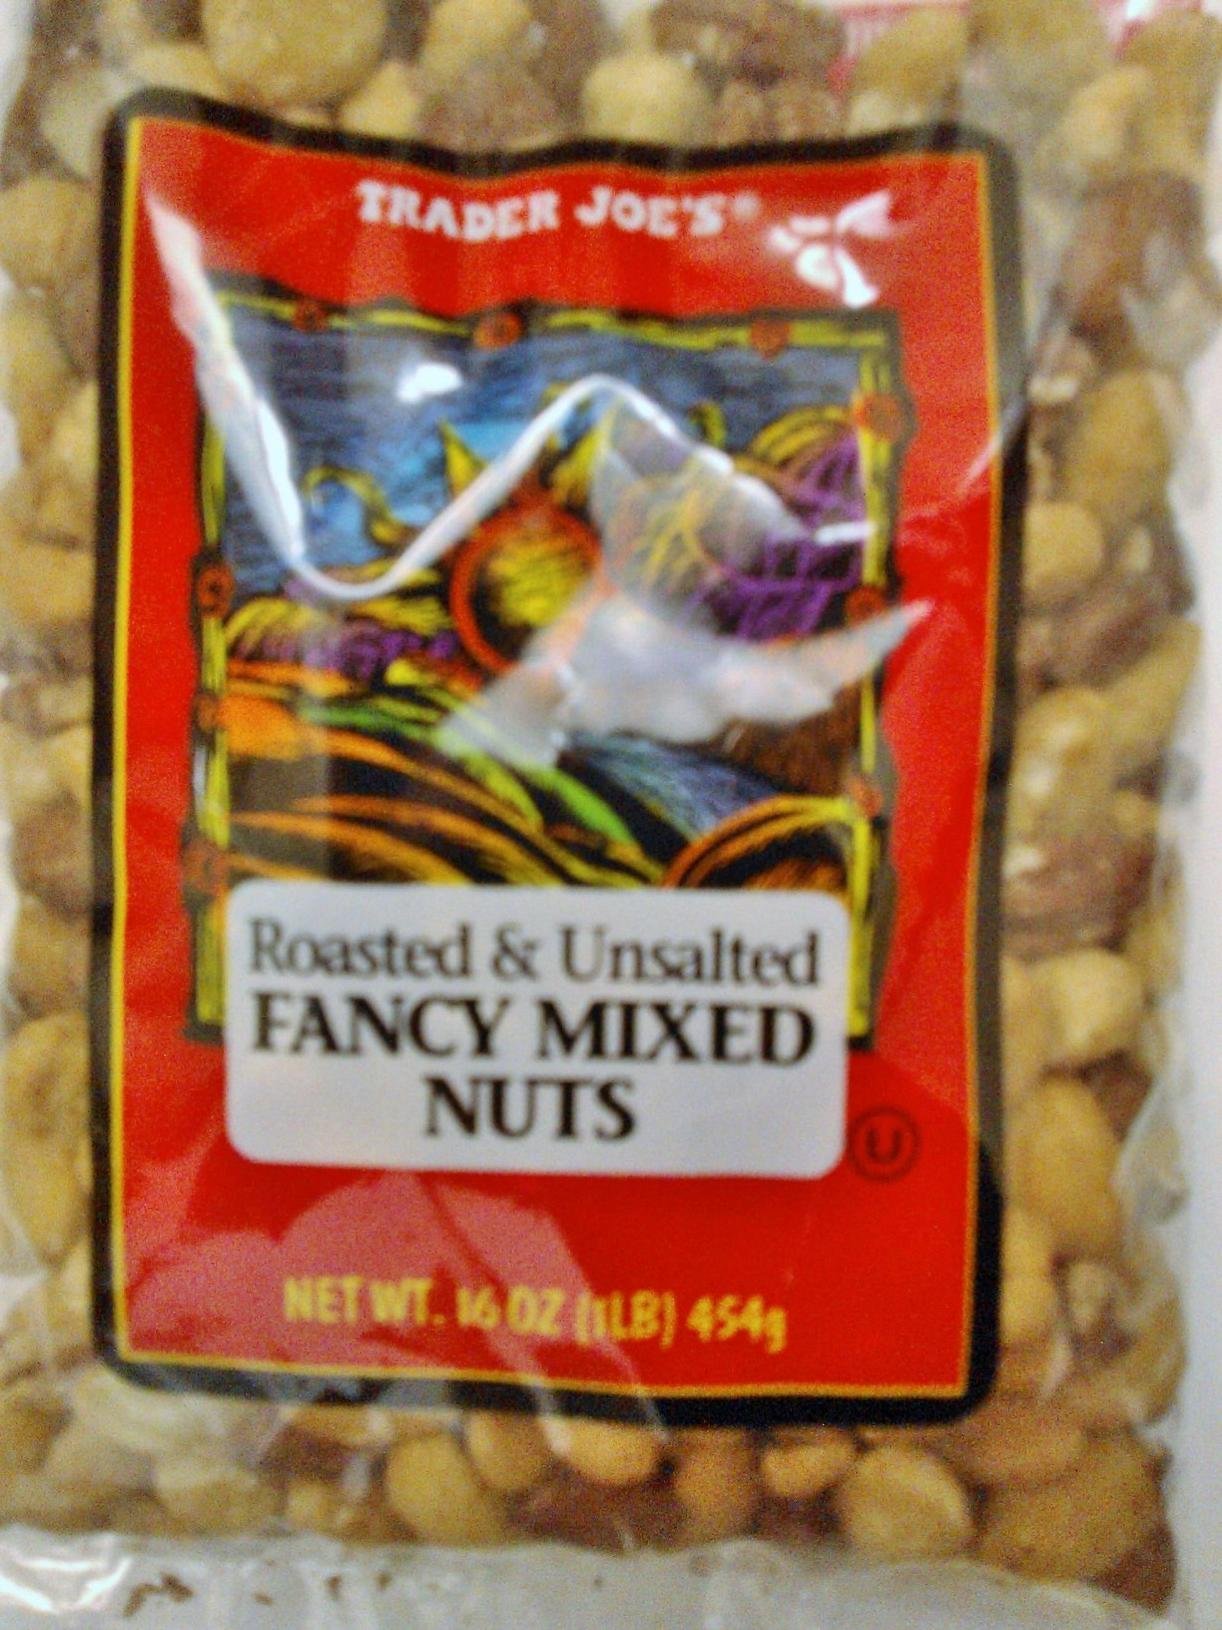 TRADER JOE'S®
Roasted & Unsalted
FANCY MIXED
NUTS
U
NET WT. 16 OZ (1LB) 454g